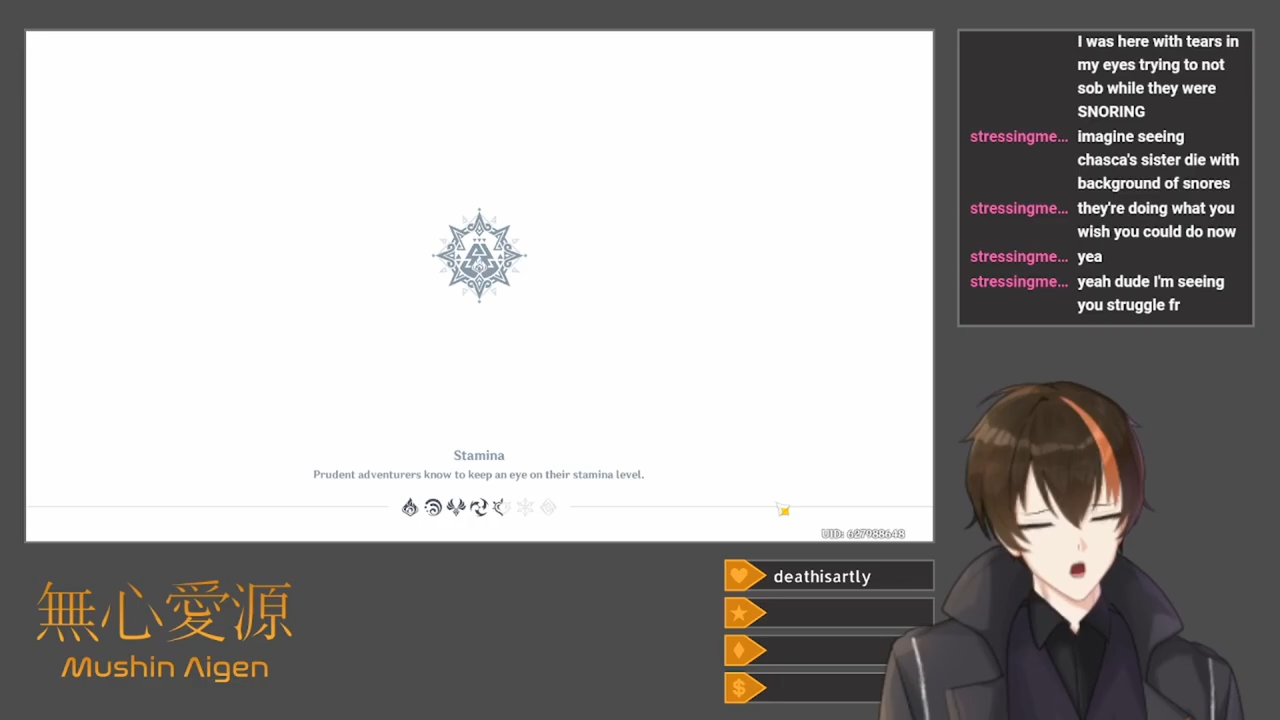 I was here with tears in
my eyes trying to not
sob while they were
SNORING
stressingme... imagine seeing
chasca's sister die with
background of snores
stressingme... they're doing what you
wish you could do now
stressingme... yea
stressingme... yeah dude I'm seeing
you struggle fr
Stamina
Prudent adventurers know to keep an eye on their stamina level.
UID: 627988648
deathisartly
無心愛源
Mushin Aigen